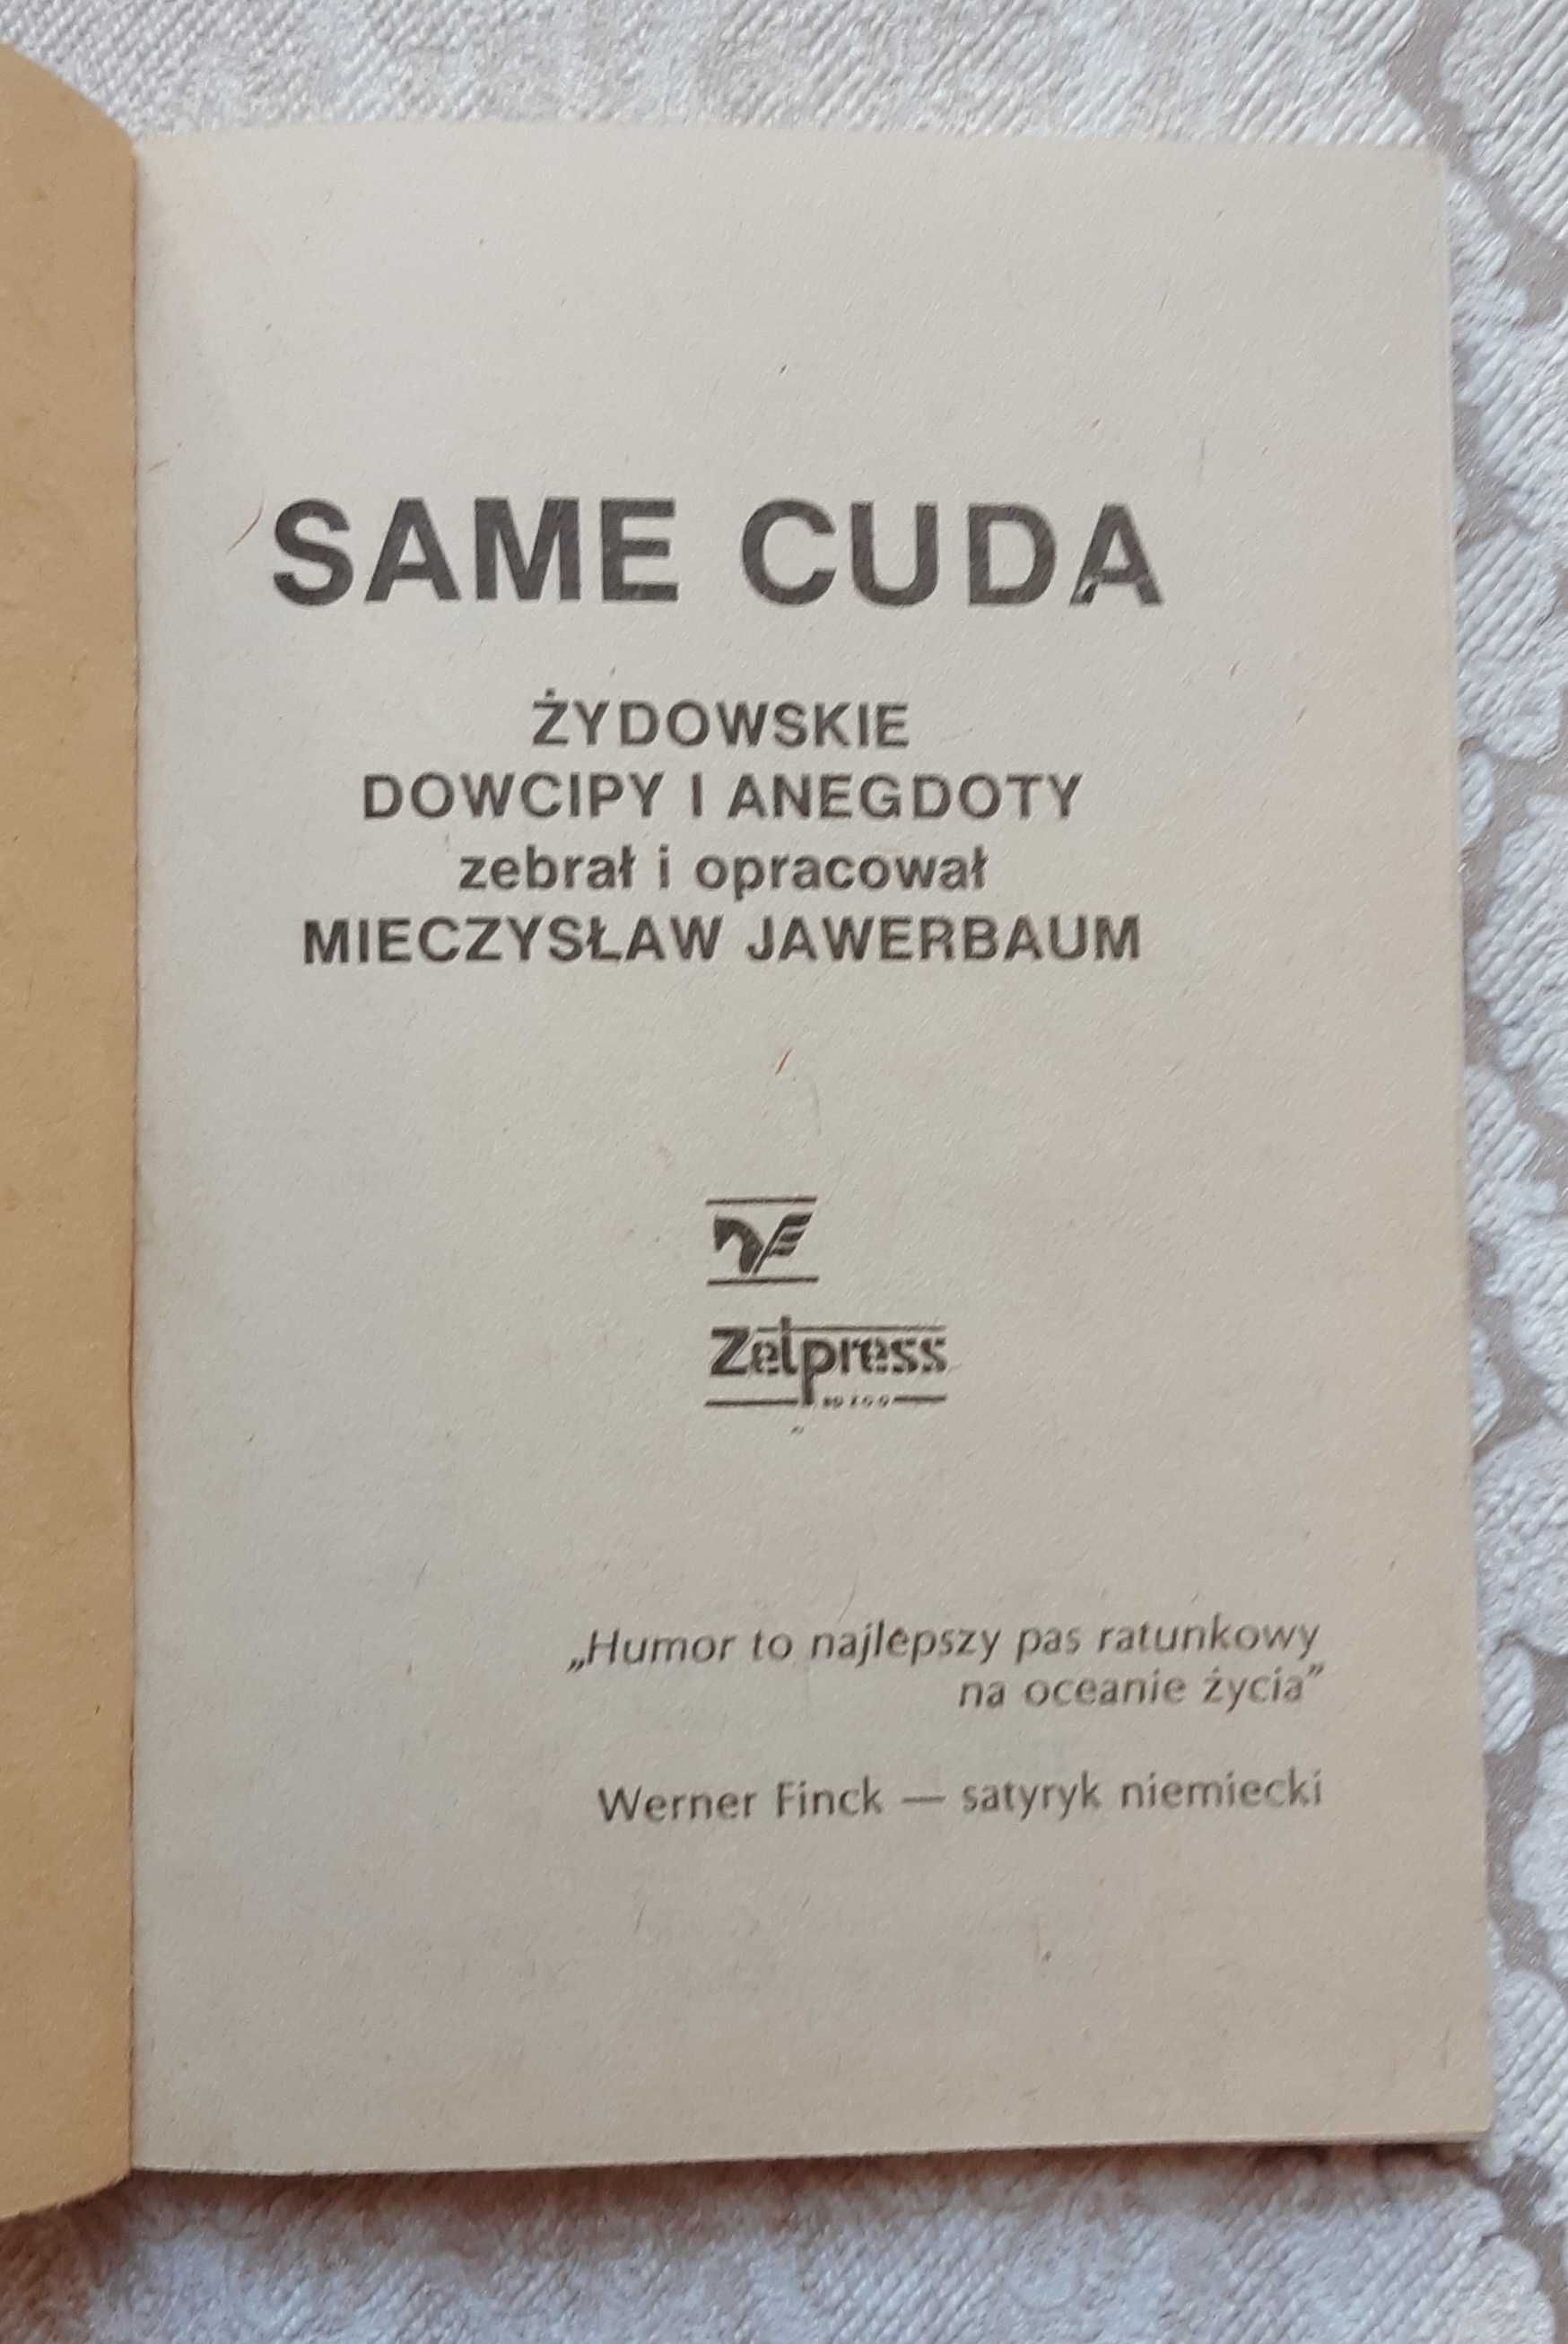 SAME CUDA
ŻYDOWSKIE
DOWCIPY I ANEGDOTY
zebrał i opracował
MIECZYSŁAW JAWERBAUM
Zetpress
„Humor to najlepszy pas ratunkowy
na oceanie życia”
Werner Finck — satyryk niemiecki